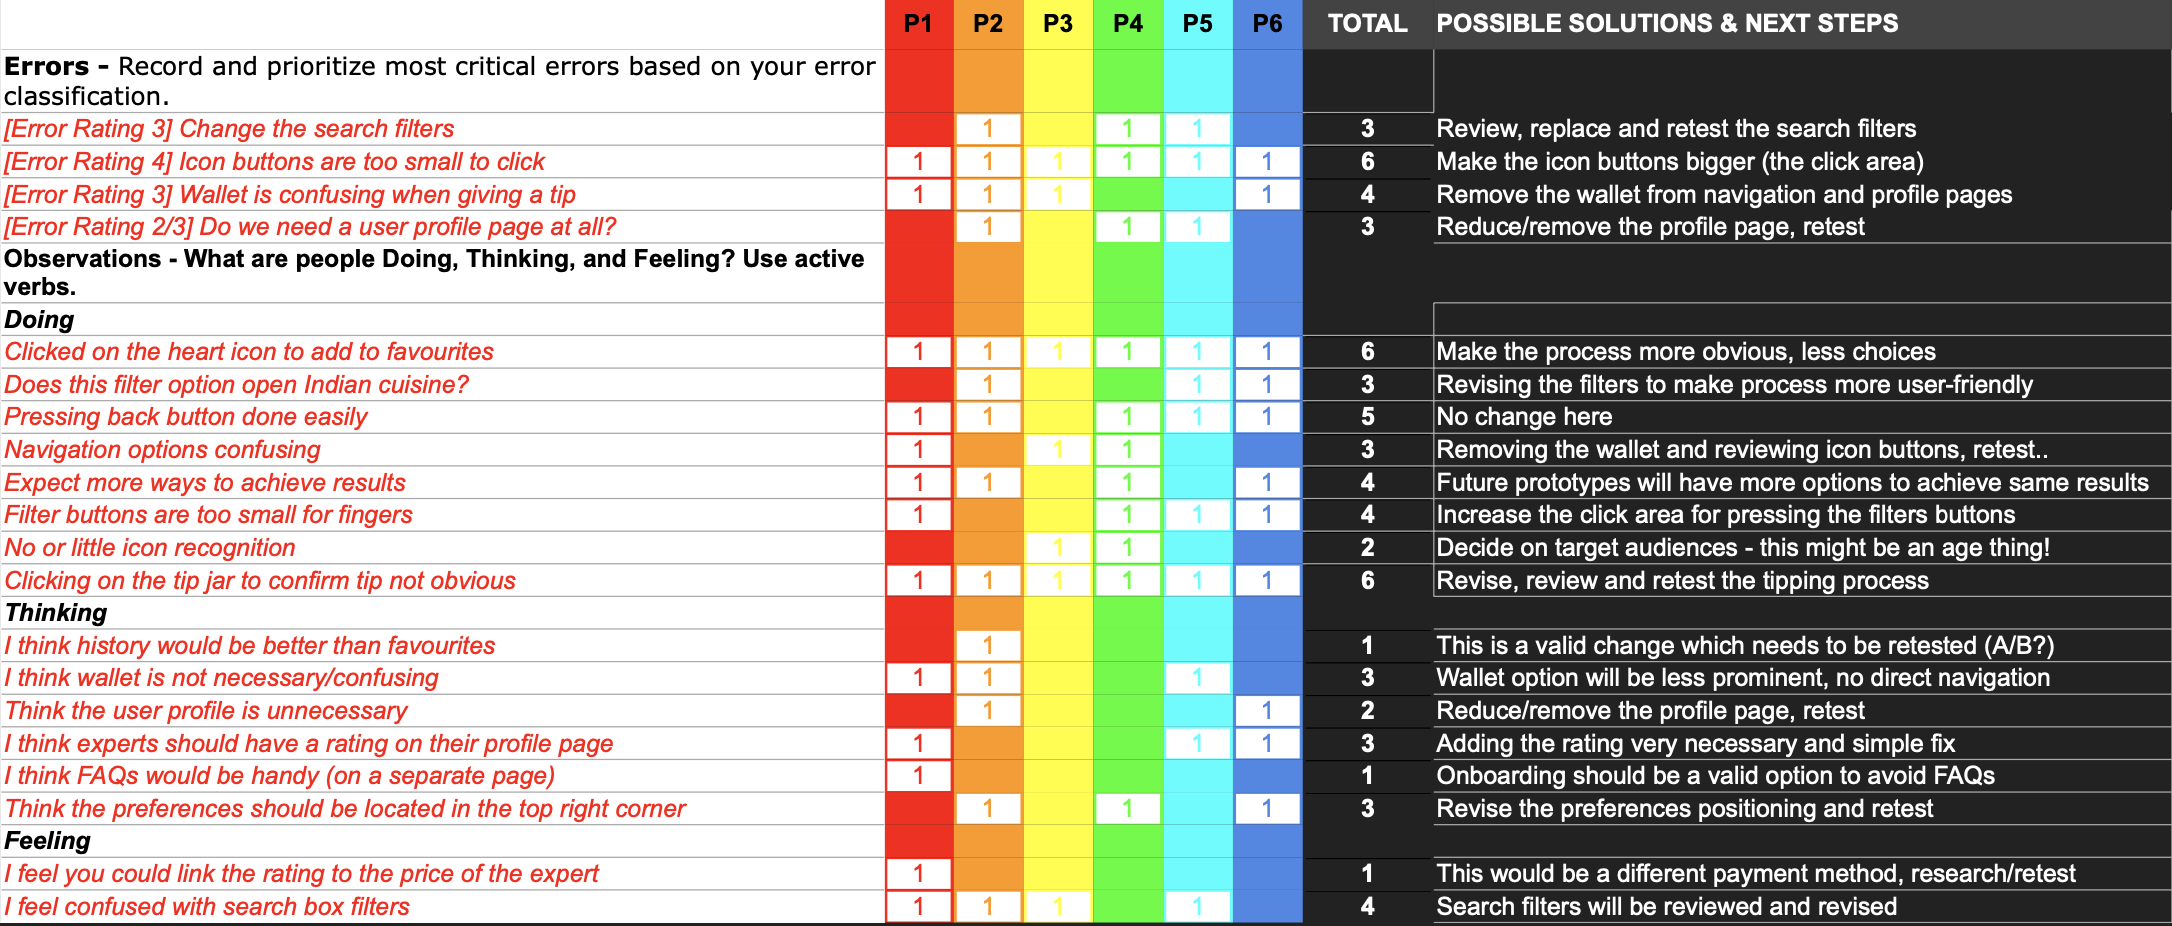 P1 P2 P3 P4 P5 P6 TOTAL POSSIBLE SOLUTIONS & NEXT STEPS
Errors - Record and prioritize most critical errors based on your error
classification.
[Error Rating 3] Change the search filters 1 1 1 3 Review, replace and retest the search filters
[Error Rating 4] Icon buttons are too small to click 1 1 1 1 1 1 6 Make the icon buttons bigger (the click area)
[Error Rating 3] Wallet is confusing when giving a tip 1 1 1 1 4 Remove the wallet from navigation and profile pages
[Error Rating 2/3] Do we need a user profile page at all? 1 1 1 3 Reduce/remove the profile page, retest
Observations - What are people Doing, Thinking, and Feeling? Use active
verbs.
Doing
Clicked on the heart icon to add to favourites 1 1 1 1 1 1 6 Make the process more obvious, less choices
Does this filter option open Indian cuisine? 1 1 1 3 Revising the filters to make process more user-friendly
Pressing back button done easily 1 1 1 1 1 5 No change here
Navigation options confusing 1 1 1 3 Removing the wallet and reviewing icon buttons, retest..
Expect more ways to achieve results 1 1 1 1 4 Future prototypes will have more options to achieve same results
Filter buttons are too small for fingers 1 1 1 1 4 Increase the click area for pressing the filters buttons
No or little icon recognition 1 1 2 Decide on target audiences - this might be an age thing!
Clicking on the tip jar to confirm tip not obvious 1 1 1 1 1 1 6 Revise, review and retest the tipping process
Thinking
I think history would be better than favourites 1 1 This is a valid change which needs to be retested (A/B?)
I think wallet is not necessary/confusing 1 1 1 3 Wallet option will be less prominent, no direct navigation
Think the user profile is unnecessary 1 1 2 Reduce/remove the profile page, retest
I think experts should have a rating on their profile page 1 1 1 3 Adding the rating very necessary and simple fix
I think FAQs would be handy (on a separate page) 1 1 Onboarding should be a valid option to avoid FAQs
Think the preferences should be located in the top right corner 1 1 1 3 Revise the preferences positioning and retest
Feeling
I feel you could link the rating to the price of the expert 1 1 This would be a different payment method, research/retest
I feel confused with search box filters 1 1 1 1 4 Search filters will be reviewed and revised